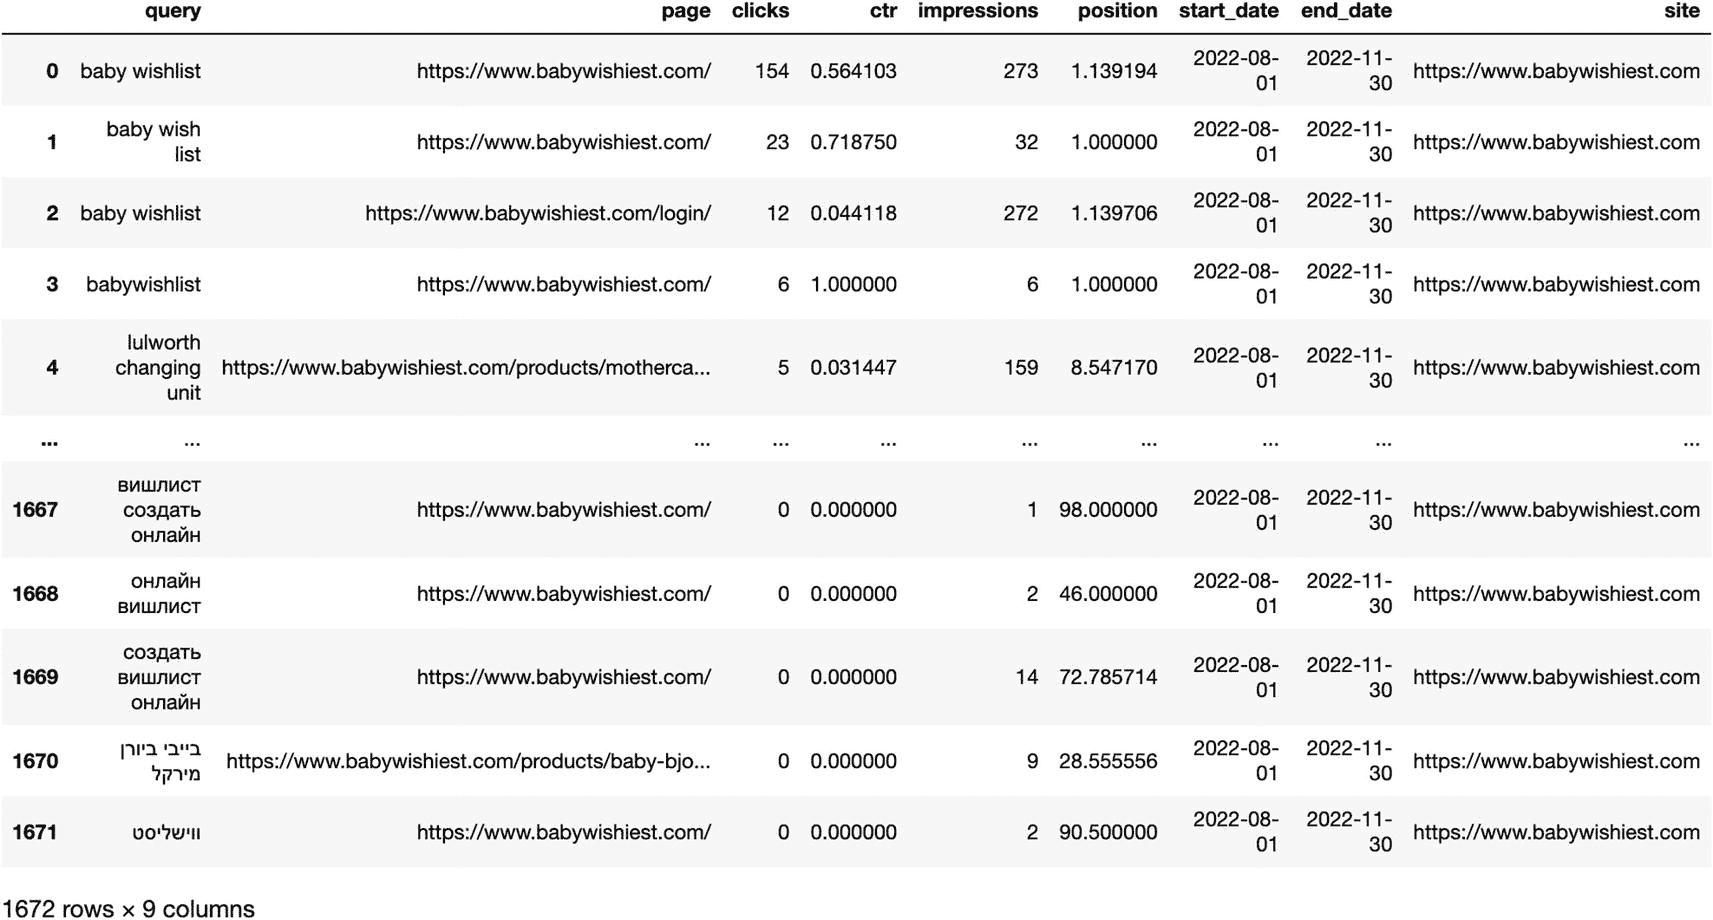 query page clicks ctr impressions position start_date end_date site
0 baby wishlist https://www.babywishiest.com/ 154 0.564103 273 1.139194 2022-08-01 2022-11-30 https://www.babywishiest.com
1 baby wish list https://www.babywishiest.com/ 23 0.718750 32 1.000000 2022-08-01 2022-11-30 https://www.babywishiest.com
2 baby wishlist https://www.babywishiest.com/login/ 12 0.044118 272 1.139706 2022-08-01 2022-11-30 https://www.babywishiest.com
3 babywishlist https://www.babywishiest.com/ 6 1.000000 6 1.000000 2022-08-01 2022-11-30 https://www.babywishiest.com
4 lulworth changing unit https://www.babywishiest.com/products/motherca... 5 0.031447 159 8.547170 2022-08-01 2022-11-30 https://www.babywishiest.com
... ... ... ... ... ... ... ... ... ...
1667 вишлист создать онлайн https://www.babywishiest.com/ 0 0.000000 1 98.000000 2022-08-01 2022-11-30 https://www.babywishiest.com
1668 онлайн вишлист https://www.babywishiest.com/ 0 0.000000 2 46.000000 2022-08-01 2022-11-30 https://www.babywishiest.com
1669 создать вишлист онлайн https://www.babywishiest.com/ 0 0.000000 14 72.785714 2022-08-01 2022-11-30 https://www.babywishiest.com
1670 בייבי ביורן מירקל https://www.babywishiest.com/products/baby-bjo... 0 0.000000 9 28.555556 2022-08-01 2022-11-30 https://www.babywishiest.com
1671 ווישליסט https://www.babywishiest.com/ 0 0.000000 2 90.500000 2022-08-01 2022-11-30 https://www.babywishiest.com
1672 rows × 9 columns